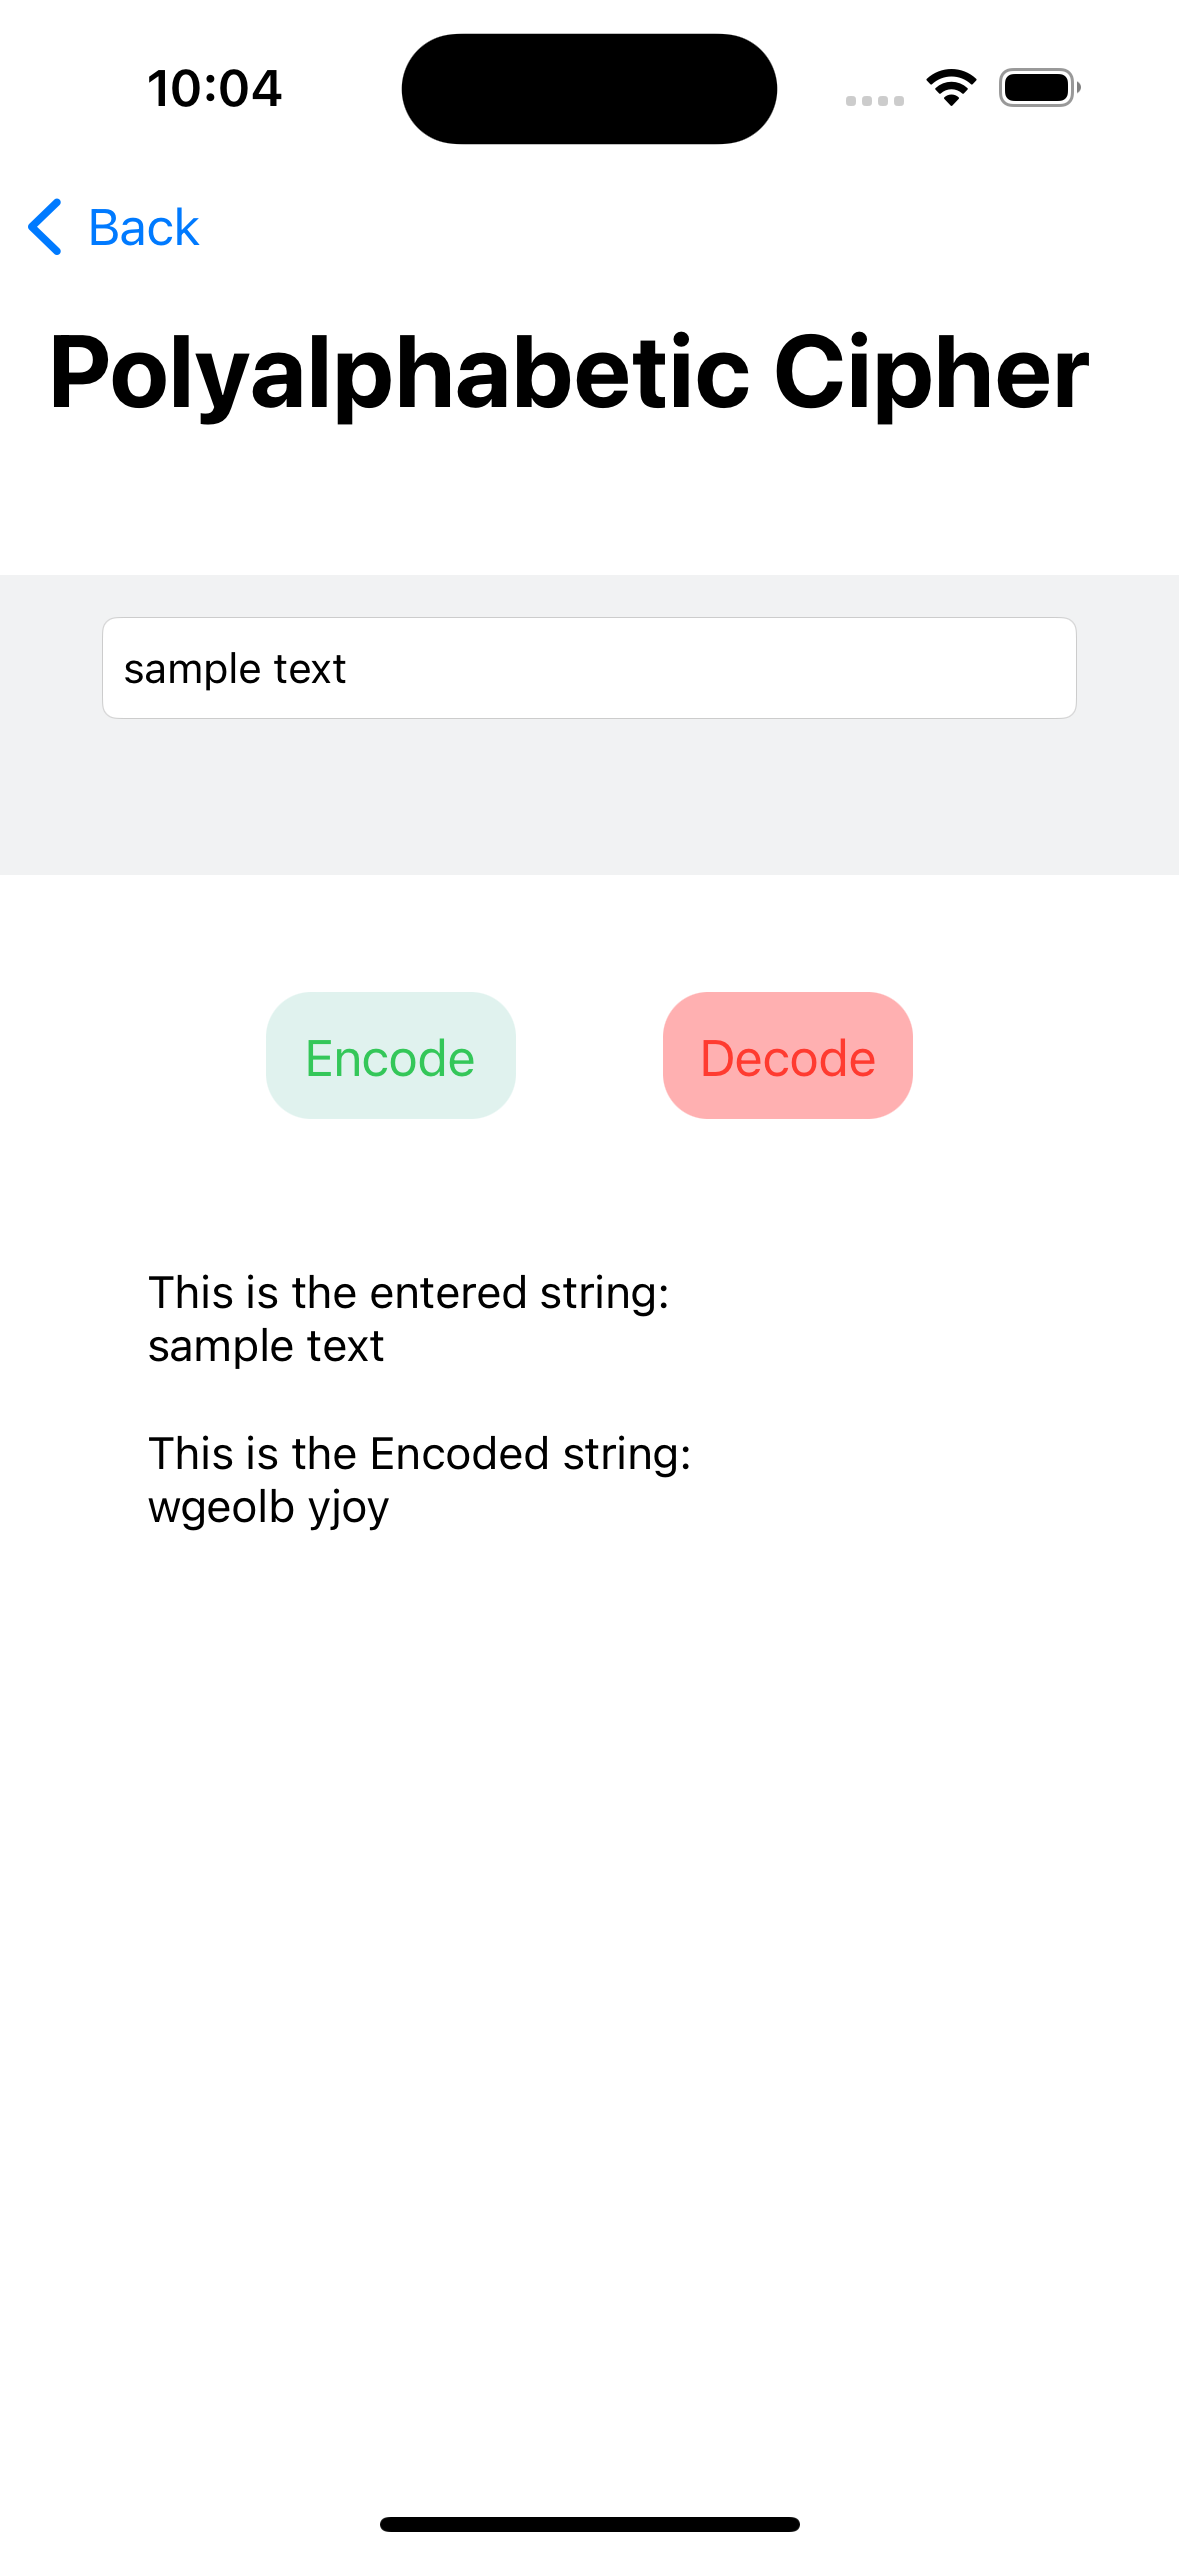 10:04
Back
Polyalphabetic Cipher
sample text
Encode
Decode
This is the entered string:
sample text
This is the Encoded string:
wgeolb yjoy